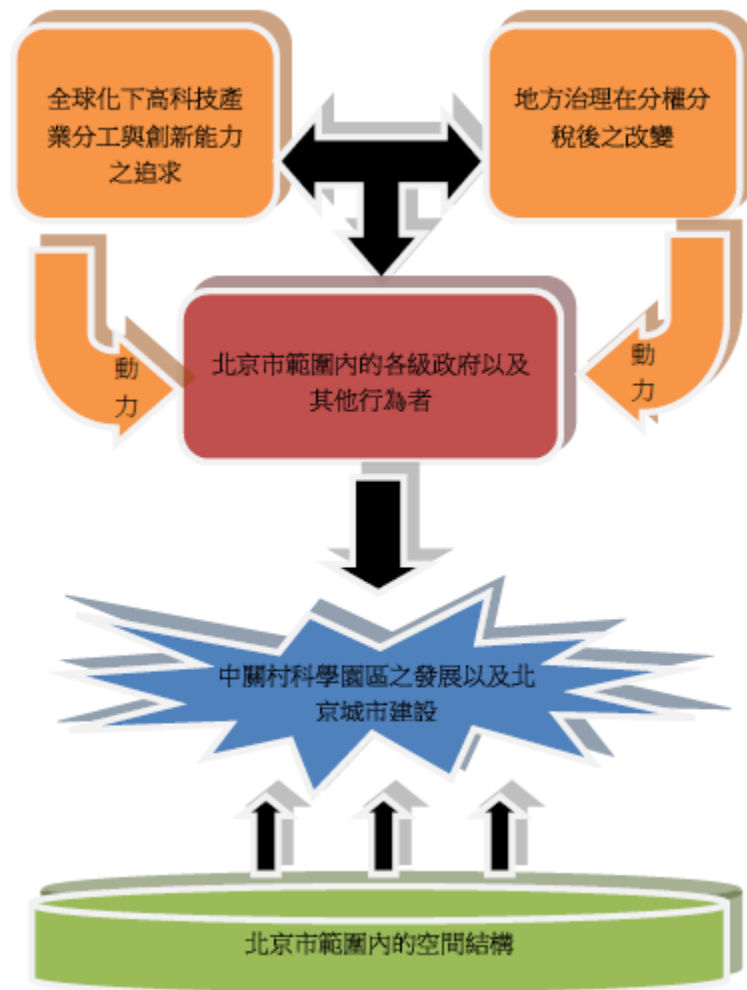 全球化下高科技產
業分工與創新能力
之追求
地方治理在分權分
稅後之改變
北京市範圍內的各級政府以及
其他行為者
動
力
動
力
中關村科學園區之發展以及北
京城市建設
北京市範圍內的空間結構